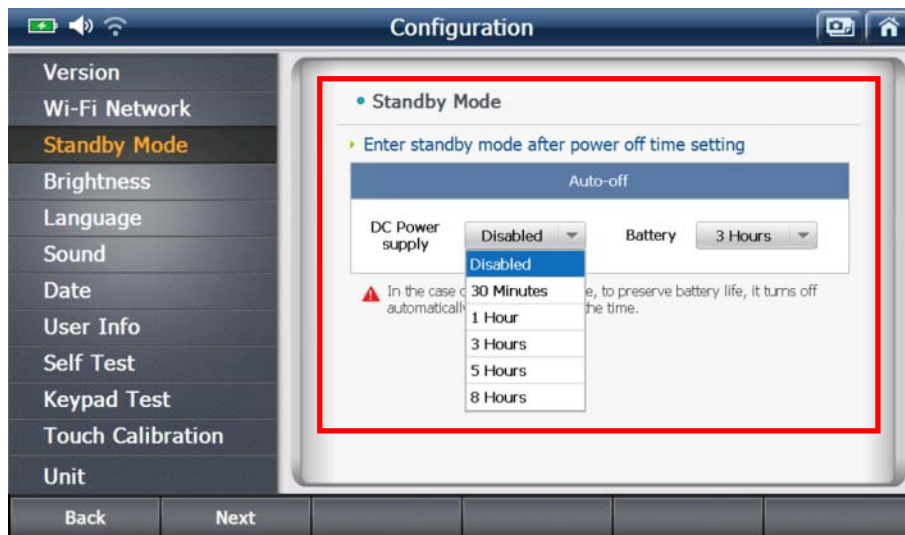 Configuration
Version
Wi-Fi Network
Standby Mode
Brightness
Language
Sound
Date
User Info
Self Test
Keypad Test
Touch Calibration
Unit
Standby Mode
Enter standby mode after power off time setting
Auto-off
DC Power
supply
Disabled
Battery
3 Hours
Disabled
30 Minutes
1 Hour
3 Hours
5 Hours
8 Hours
In the case e, to preserve battery life, it turns off
automatically the time.
Back Next